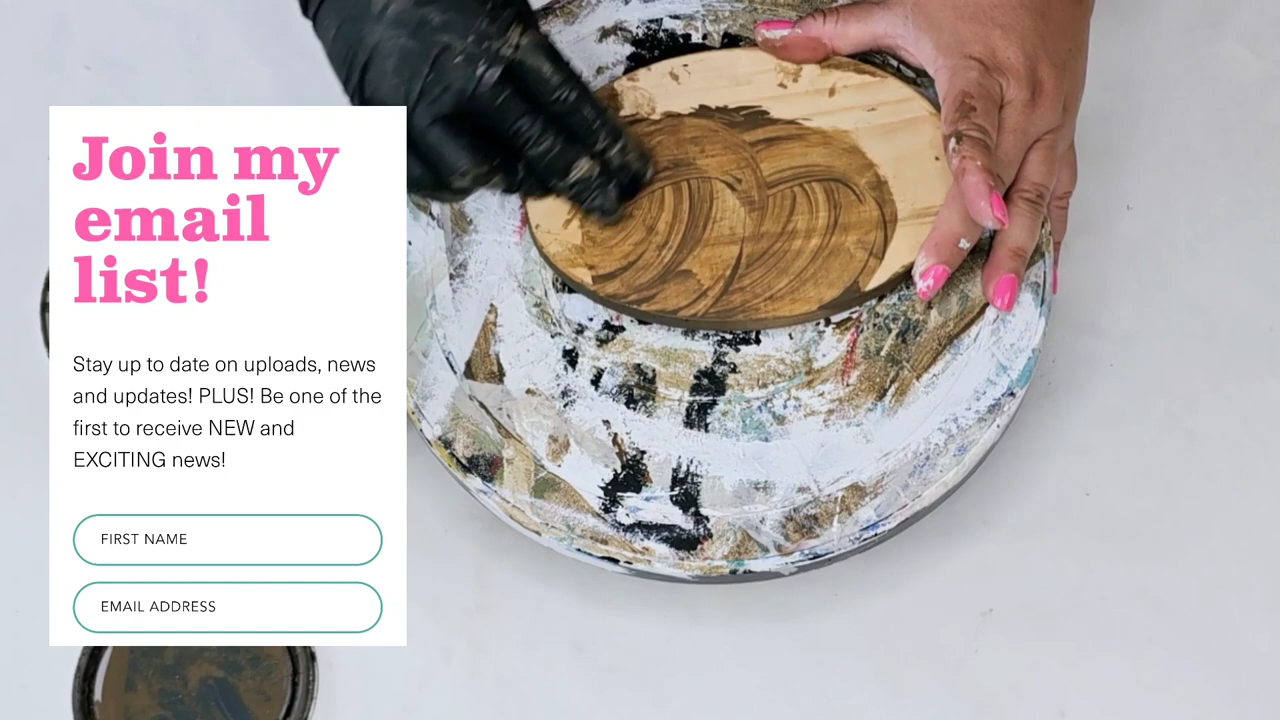 Join my
email
list!
Stay up to date on uploads, news
and updates! PLUS! Be one of the
first to receive NEW and
EXCITING news!
FIRST NAME
EMAIL ADDRESS